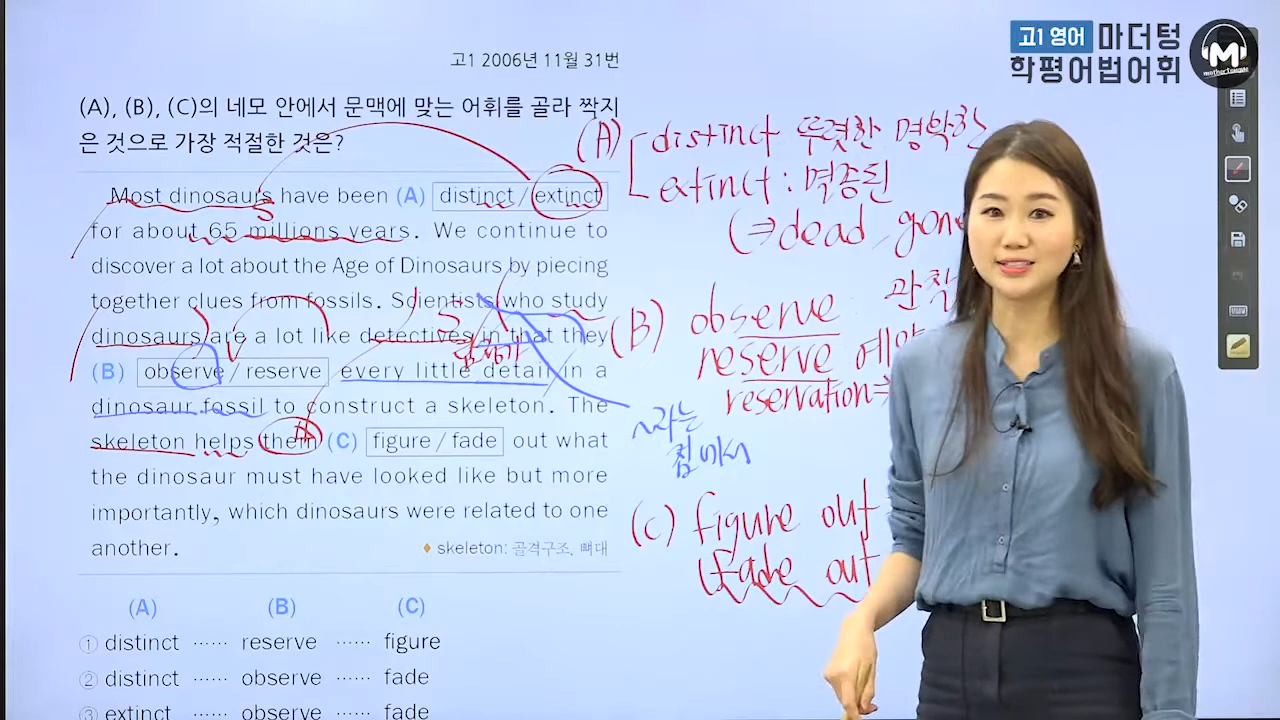 고1 영어 마더텅
학평어법어휘
M
mother tongue
고1 2006년 11월 31번
(A), (B), (C)의 네모 안에서 문맥에 맞는 어휘를 골라 짝지
은 것으로 가장 적절한 것은?
Most dinosaurs have been (A) distinct / extinct
for about 65 millions years. We continue to
discover a lot about the Age of Dinosaurs by piecing
together clues from fossils. Scientists who study
dinosaurs are a lot like detectives in that they
(B) observe / reserve every little detail in a
dinosaur fossil to construct a skeleton. The
skeleton helps them (C) figure / fade out what
the dinosaur must have looked like but more
importantly, which dinosaurs were related to one
another.
skeleton: 골격구조, 뼈대
(A) (B) (C)
① distinct …… reserve …… figure
② distinct …… observe …… fade
③ extinct …… observe …… fade
S
S
V
~라는
점에서
(A) distinct 뚜렷한 명확한
extinct : 멸종된
(⇒dead, gone
(B) observe 관찰
reserve 예약
reservation⇒
(C) figure out
fade out